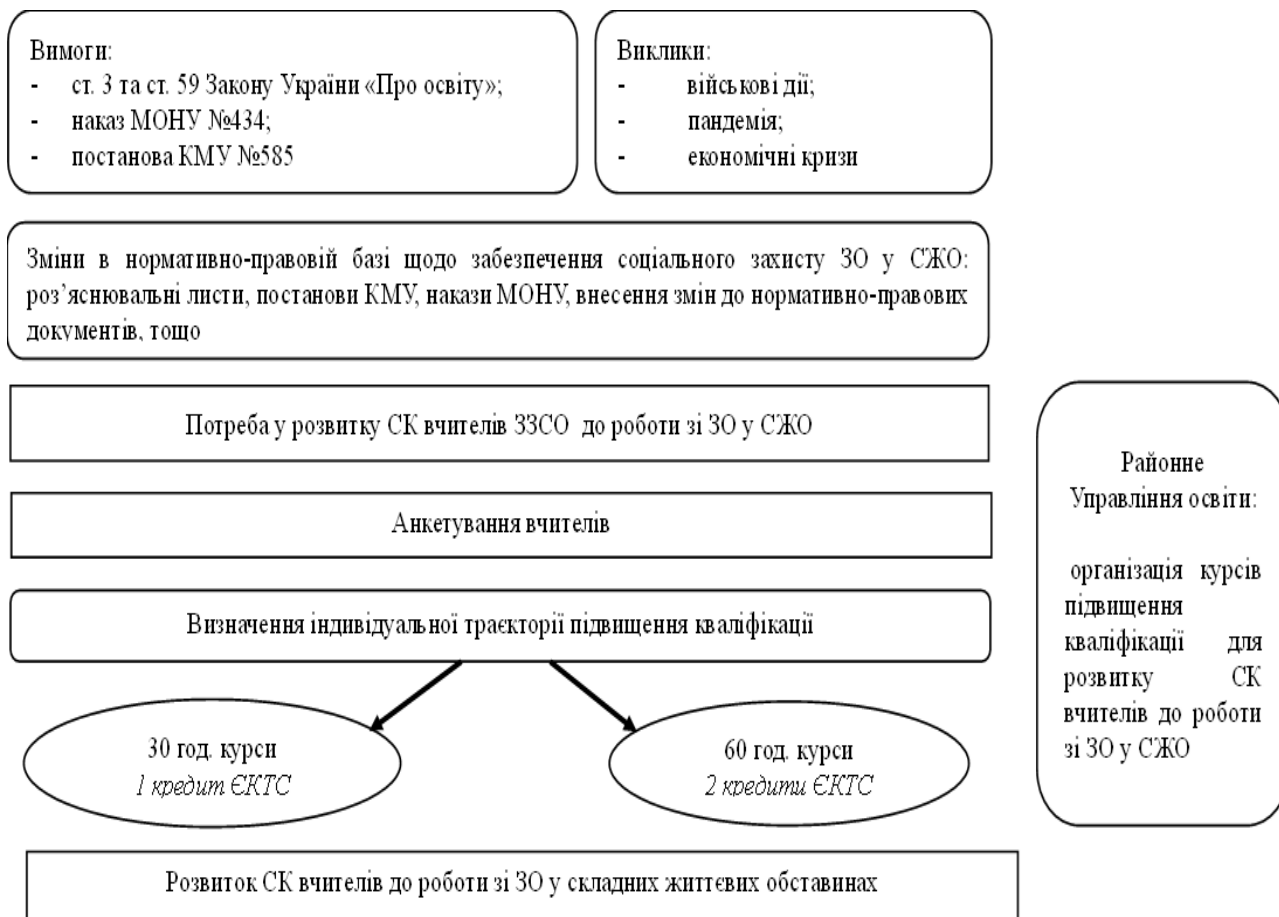 Вимоги:
- ст. 3 та ст. 59 Закону України «Про освіту»;
- наказ МОНУ №434;
- постанова КМУ №585
Виклики:
- військові дії;
- пандемія;
- економічні кризи
Зміни в нормативно-правовій базі щодо забезпечення соціального захисту ЗО у СЖО:
роз’яснювальні листи, постанови КМУ, накази МОНУ, внесення змін до нормативно-правових
документів, тощо
Потреба у розвитку СК вчителів ЗЗСО до роботи зі ЗО у СЖО
Анкетування вчителів
Визначення індивідуальної траєкторії підвищення кваліфікації
30 год. курси
1 кредит ЄКТС
60 год. курси
2 кредити ЄКТС
Розвиток СК вчителів до роботи зі ЗО у складних життєвих обставинах
Районне
Управління освіти:
організація курсів
підвищення
кваліфікації для
розвитку СК
вчителів до роботи
зі ЗО у СЖО